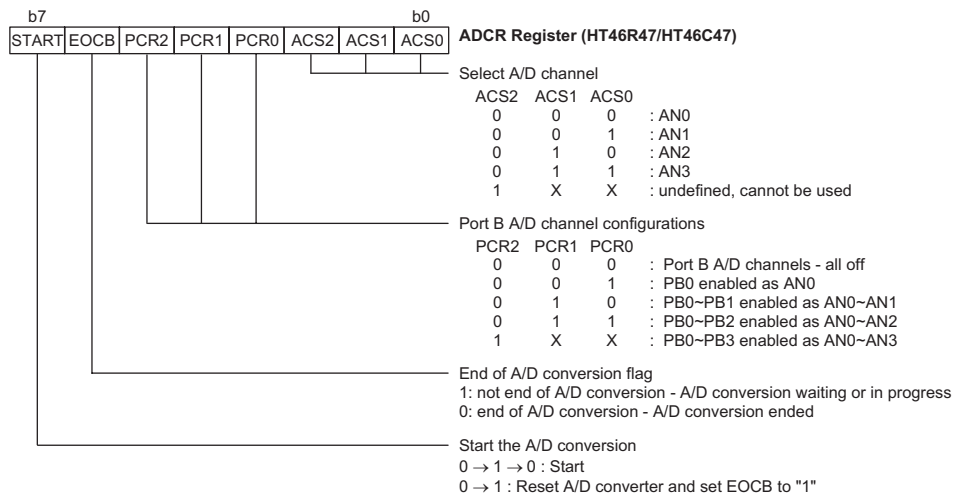 b7 b0
START EOCB PCR2 PCR1 PCR0 ACS2 ACS1 ACS0
ADCR Register (HT46R47/HT46C47)
Select A/D channel
ACS2 ACS1 ACS0
0 0 0 : AN0
0 0 1 : AN1
0 1 0 : AN2
0 1 1 : AN3
1 X X : undefined, cannot be used
Port B A/D channel configurations
PCR2 PCR1 PCR0
0 0 0 : Port B A/D channels - all off
0 0 1 : PB0 enabled as AN0
0 1 0 : PB0~PB1 enabled as AN0~AN1
0 1 1 : PB0~PB2 enabled as AN0~AN2
1 X X : PB0~PB3 enabled as AN0~AN3
End of A/D conversion flag
1: not end of A/D conversion - A/D conversion waiting or in progress
0: end of A/D conversion - A/D conversion ended
Start the A/D conversion
0 → 1 → 0 : Start
0 → 1 : Reset A/D converter and set EOCB to "1"